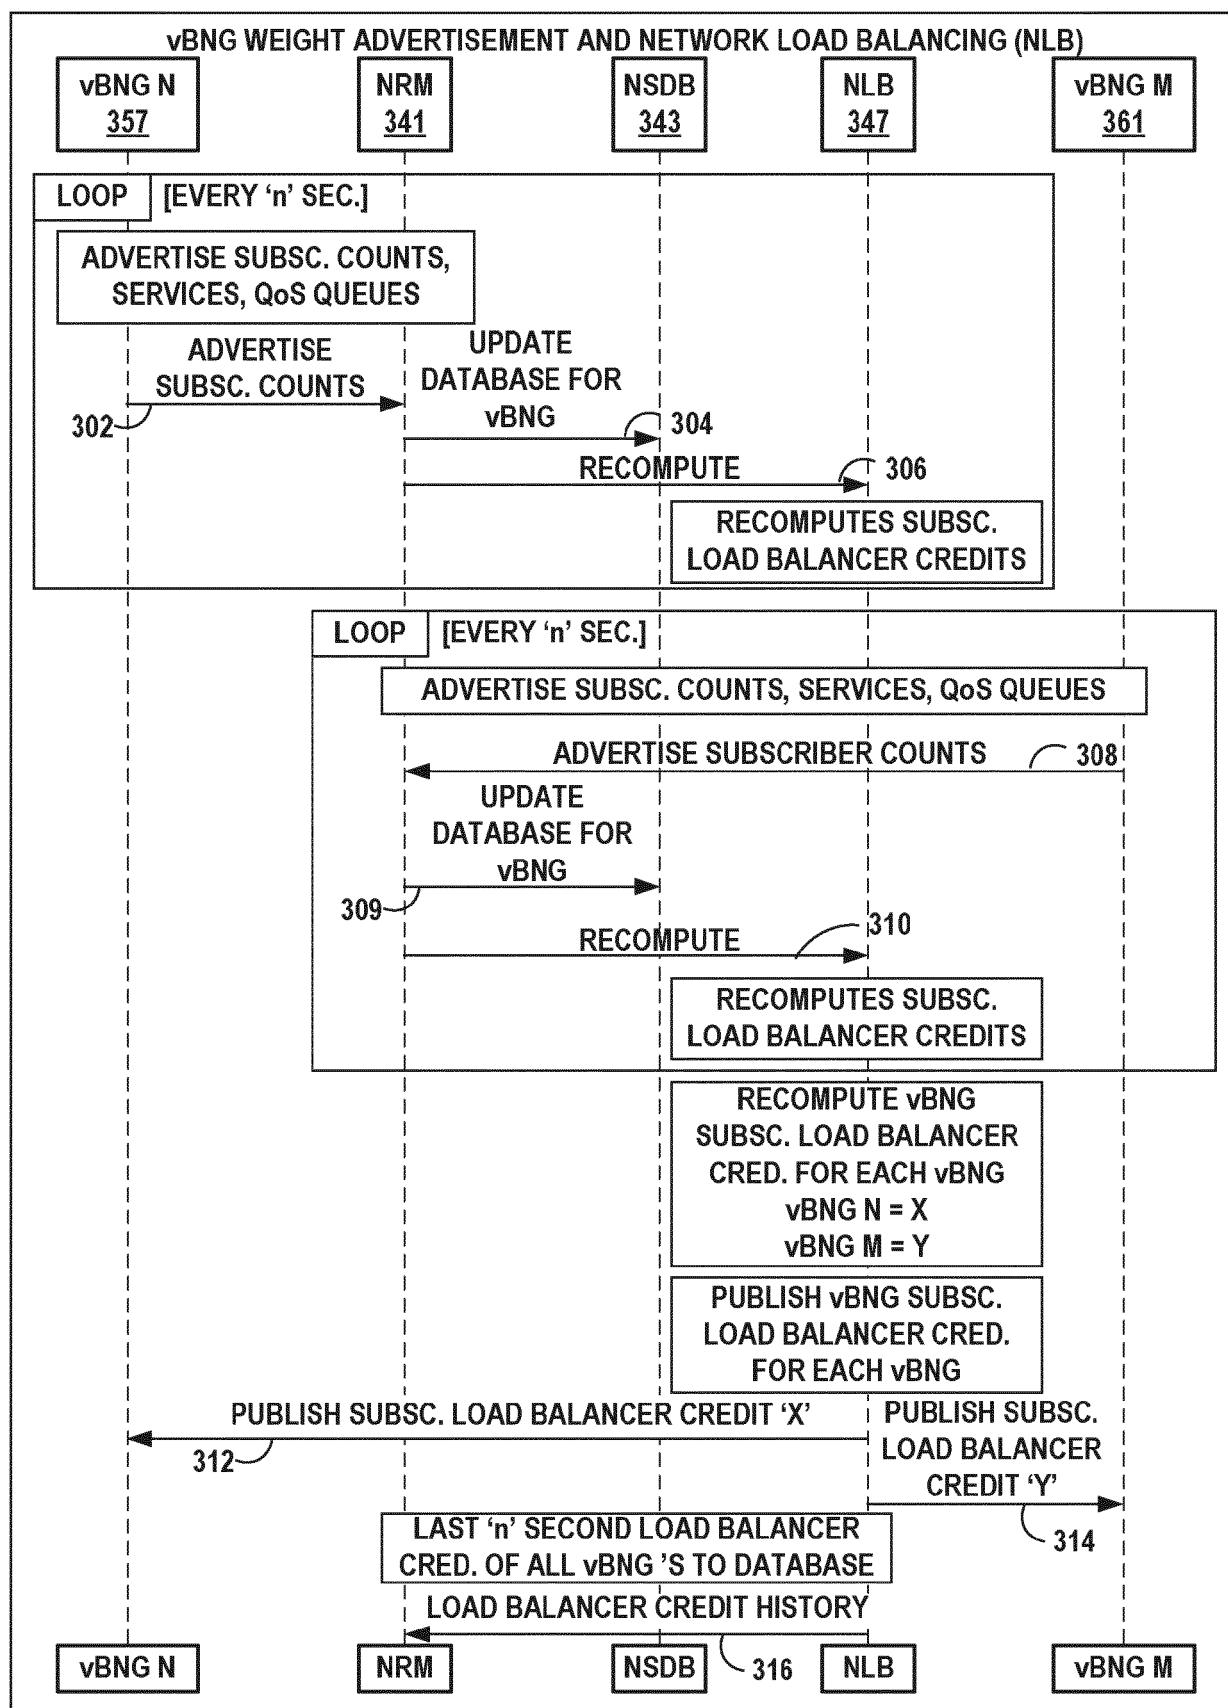 vBNG WEIGHT ADVERTISEMENT AND NETWORK LOAD BALANCING (NLB)
vBNG N
357
NRM
341
NSDB
343
NLB
347
vBNG M
361
LOOP
[EVERY ‘n’ SEC.]
ADVERTISE SUBSC. COUNTS,
SERVICES, QoS QUEUES
ADVERTISE
SUBSC. COUNTS
302
UPDATE
DATABASE FOR
vBNG
304
RECOMPUTE
306
RECOMPUTES SUBSC.
LOAD BALANCER CREDITS
LOOP
[EVERY ‘n’ SEC.]
ADVERTISE SUBSC. COUNTS, SERVICES, QoS QUEUES
ADVERTISE SUBSCRIBER COUNTS
308
UPDATE
DATABASE FOR
vBNG
309
RECOMPUTE
310
RECOMPUTES SUBSC.
LOAD BALANCER CREDITS
RECOMPUTE vBNG
SUBSC. LOAD BALANCER
CRED. FOR EACH vBNG
vBNG N = X
vBNG M = Y
PUBLISH vBNG SUBSC.
LOAD BALANCER CRED.
FOR EACH vBNG
PUBLISH SUBSC. LOAD BALANCER CREDIT ‘X’
312
PUBLISH SUBSC.
LOAD BALANCER
CREDIT ‘Y’
314
LAST ‘n’ SECOND LOAD BALANCER
CRED. OF ALL vBNG ’S TO DATABASE
LOAD BALANCER CREDIT HISTORY
316
vBNG N
NRM
NSDB
NLB
vBNG M